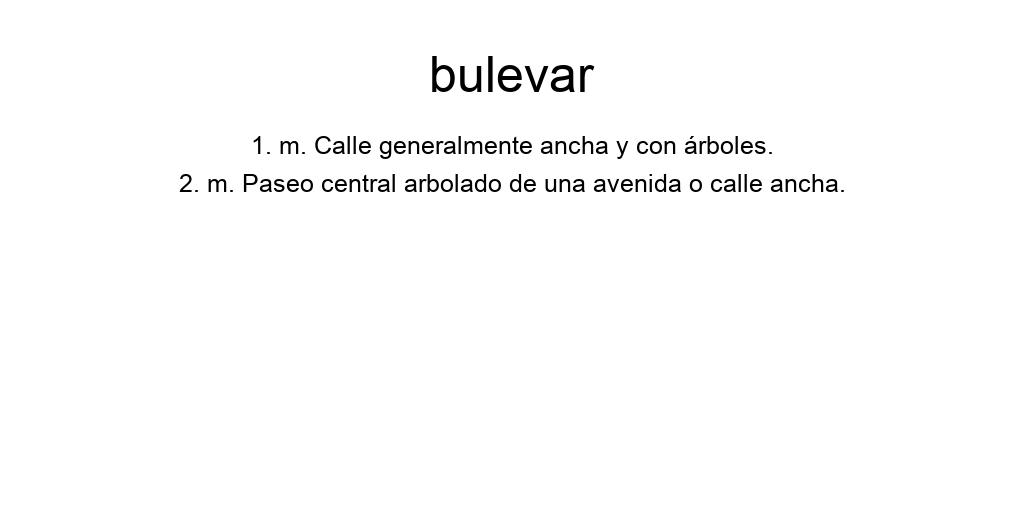 bulevar
1. m. Calle generalmente ancha y con árboles.
2. m. Paseo central arbolado de una avenida o calle ancha.